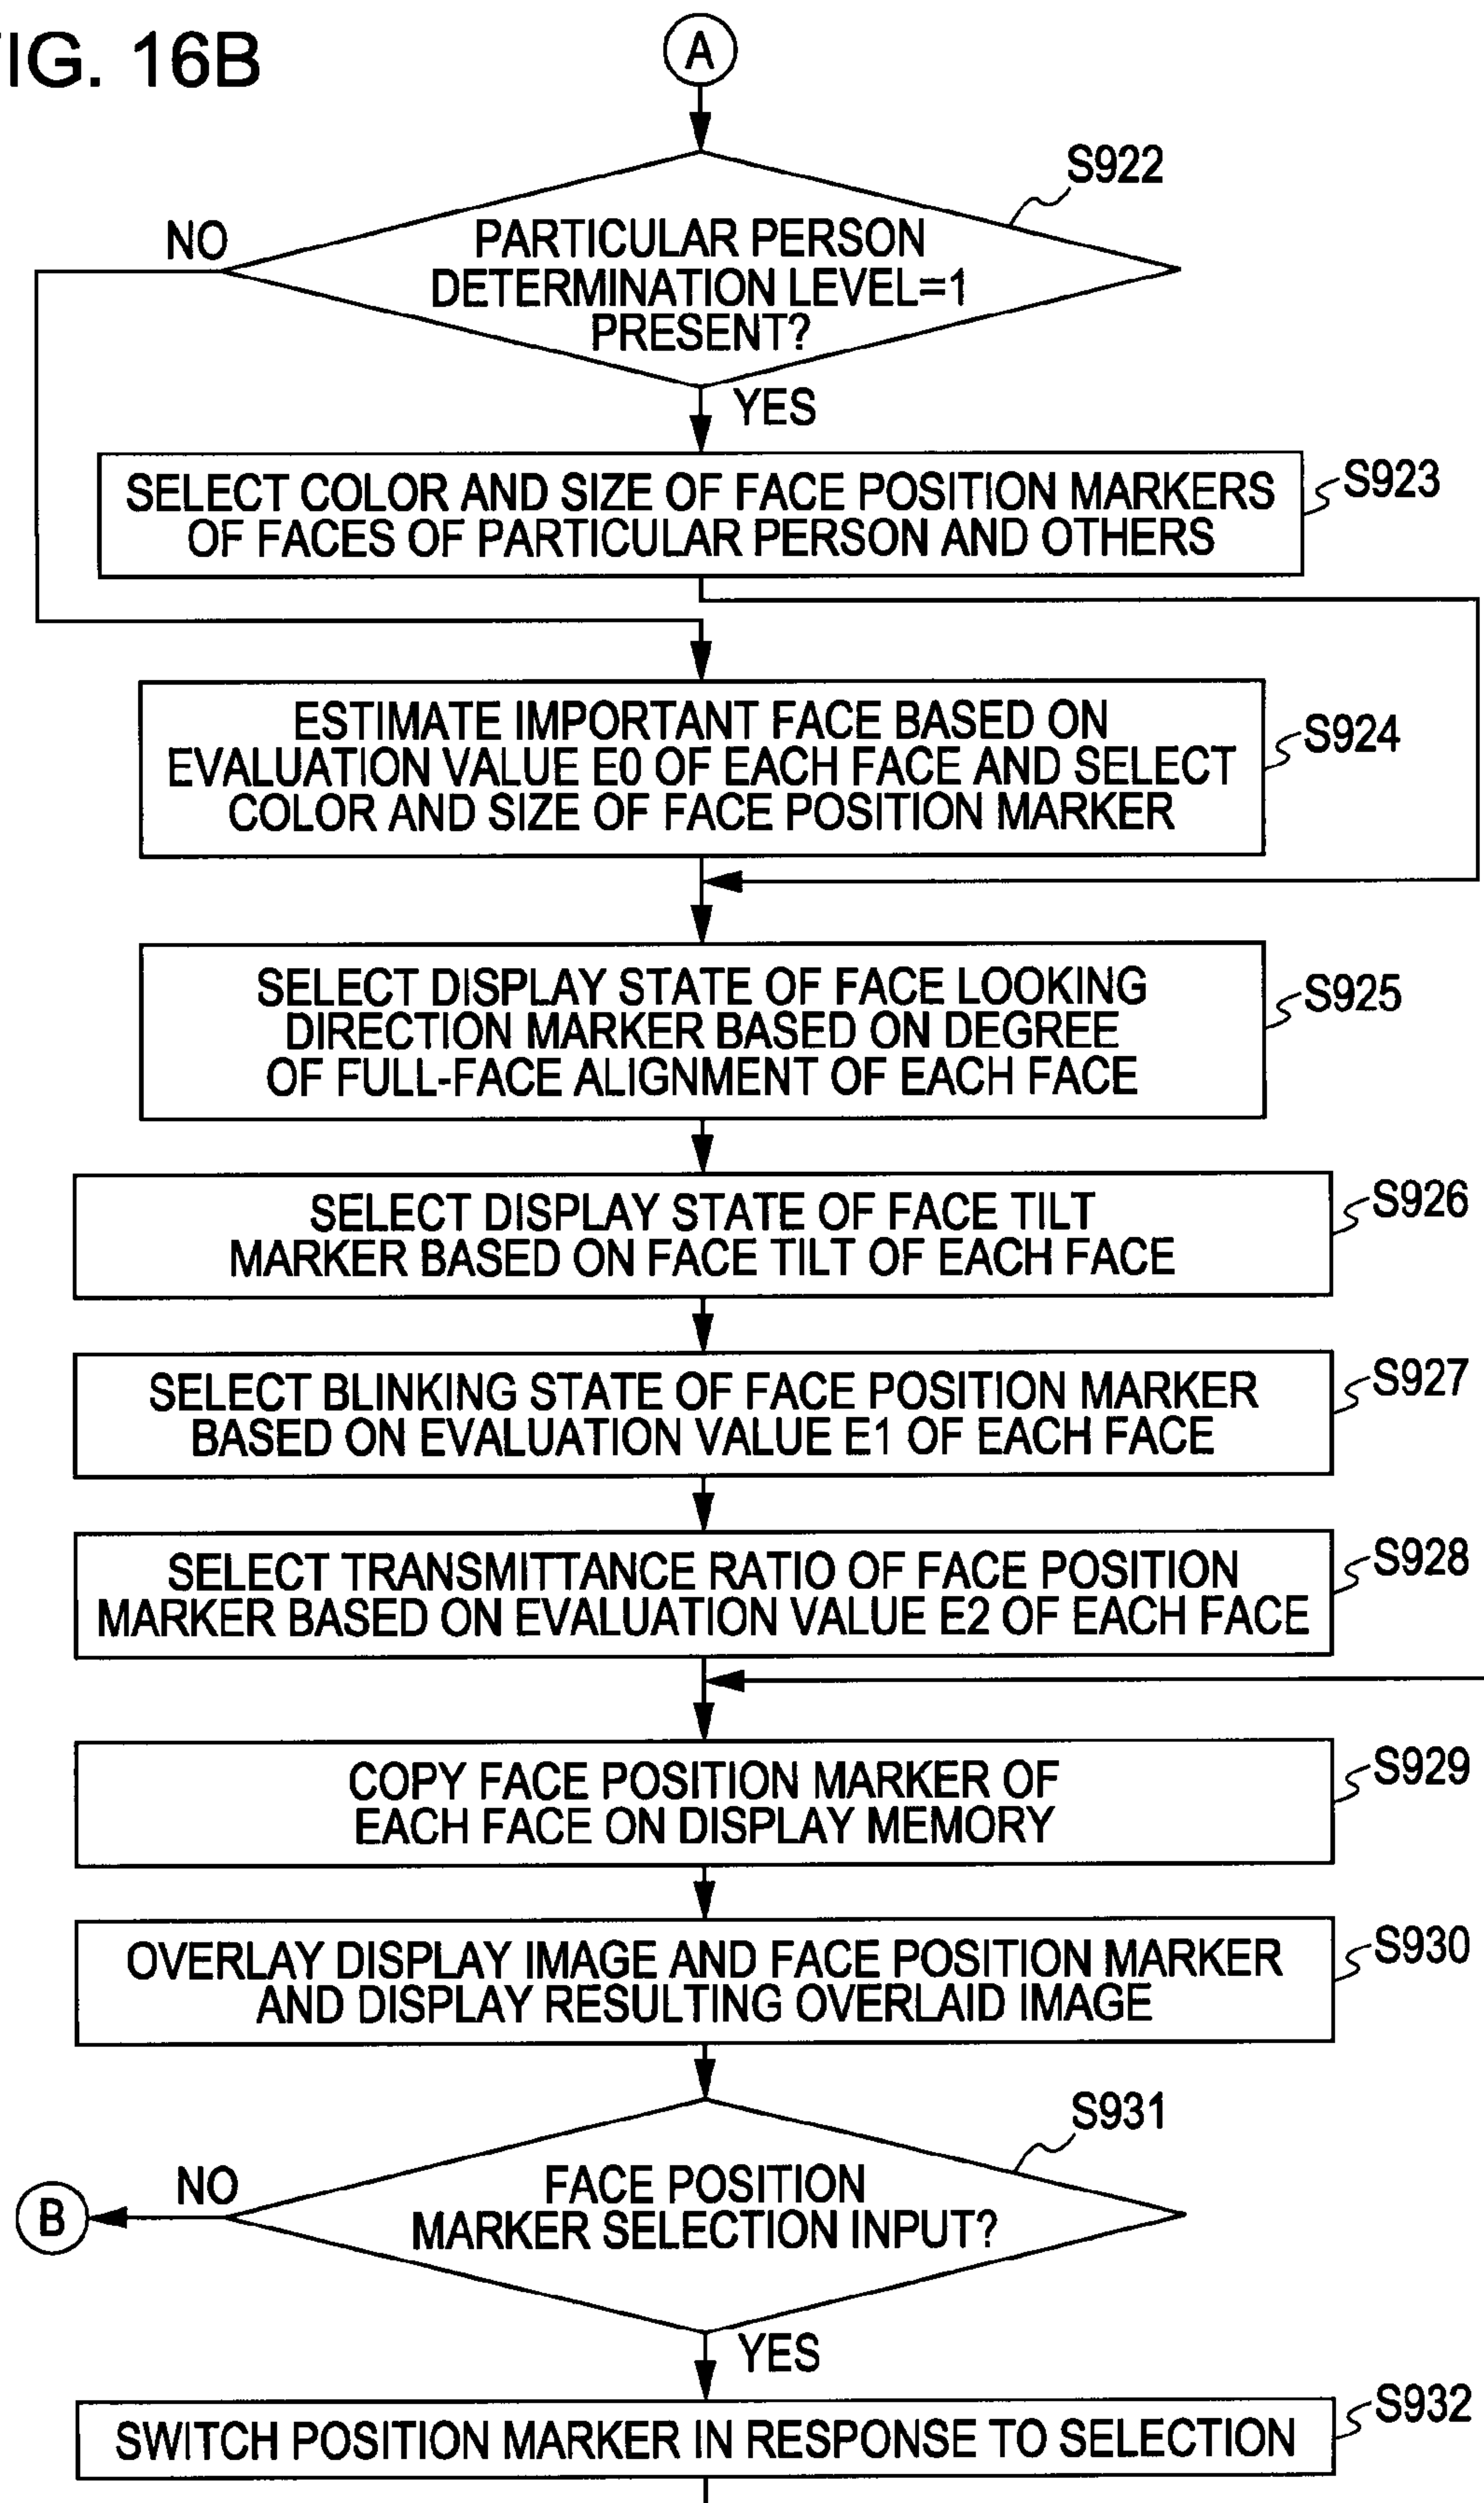 IG. 16B
A
S922
NO
PARTICULAR PERSON
DETERMINATION LEVEL=1
PRESENT?
YES
S923
SELECT COLOR AND SIZE OF FACE POSITION MARKERS
OF FACES OF PARTICULAR PERSON AND OTHERS
S924
ESTIMATE IMPORTANT FACE BASED ON
EVALUATION VALUE E0 OF EACH FACE AND SELECT
COLOR AND SIZE OF FACE POSITION MARKER
S925
SELECT DISPLAY STATE OF FACE LOOKING
DIRECTION MARKER BASED ON DEGREE
OF FULL-FACE ALIGNMENT OF EACH FACE
S926
SELECT DISPLAY STATE OF FACE TILT
MARKER BASED ON FACE TILT OF EACH FACE
S927
SELECT BLINKING STATE OF FACE POSITION MARKER
BASED ON EVALUATION VALUE E1 OF EACH FACE
S928
SELECT TRANSMITTANCE RATIO OF FACE POSITION
MARKER BASED ON EVALUATION VALUE E2 OF EACH FACE
S929
COPY FACE POSITION MARKER OF
EACH FACE ON DISPLAY MEMORY
S930
OVERLAY DISPLAY IMAGE AND FACE POSITION MARKER
AND DISPLAY RESULTING OVERLAID IMAGE
S931
B
NO
FACE POSITION
MARKER SELECTION INPUT?
YES
S932
SWITCH POSITION MARKER IN RESPONSE TO SELECTION